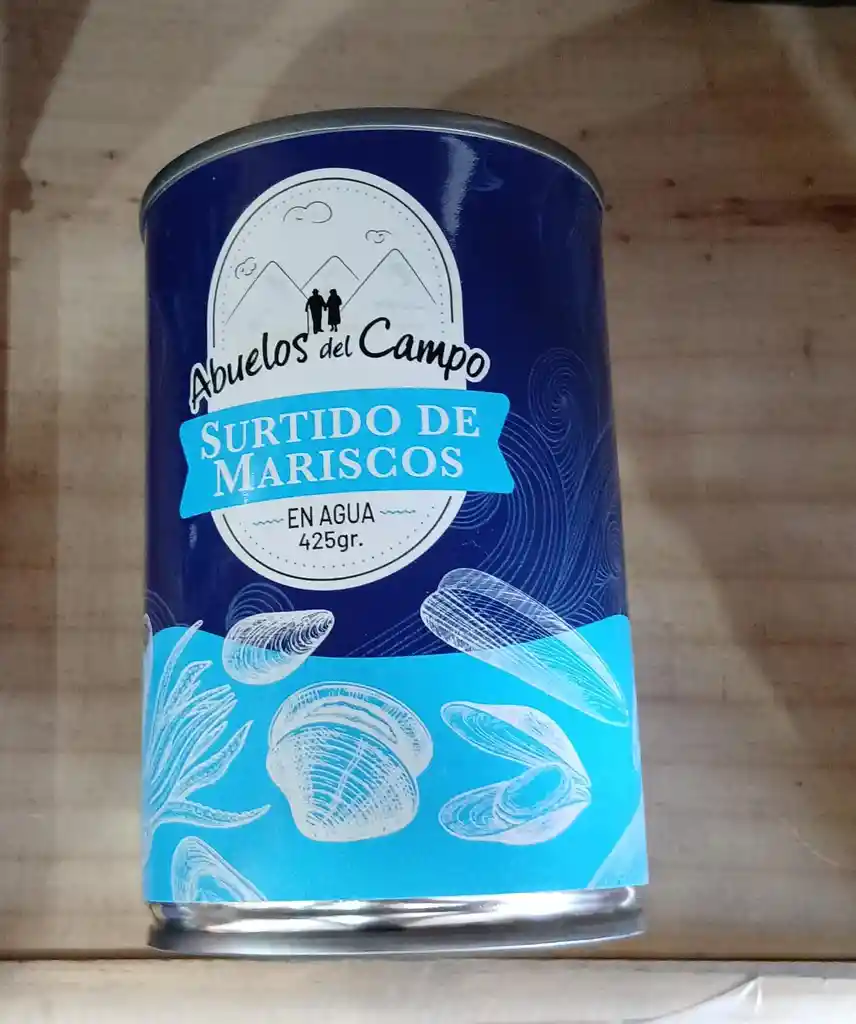 Abuelos del Campo
SURTIDO DE
MARISCOS
EN AGUA
425gr.